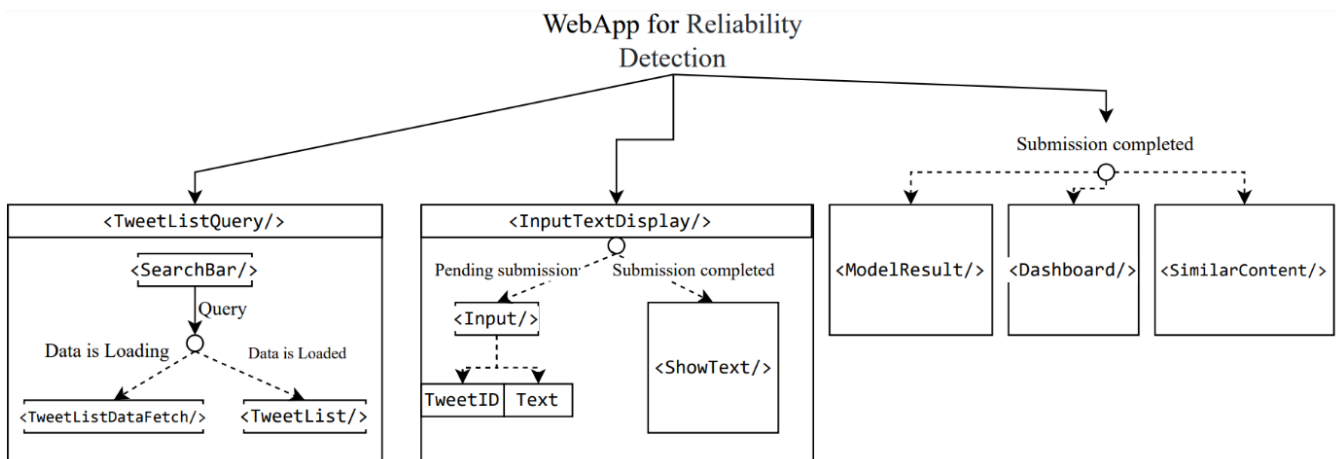 WebApp for Reliability
Detection
Submission completed
<TweetListQuery/>
<InputTextDisplay/>
<SearchBar/>
Query
Data is Loading
Data is Loaded
<TweetListDataFetch/>
<TweetList/>
Pending submission
Submission completed
<Input/>
TweetID
Text
<ShowText/>
<ModelResult/>
<Dashboard/>
<SimilarContent/>